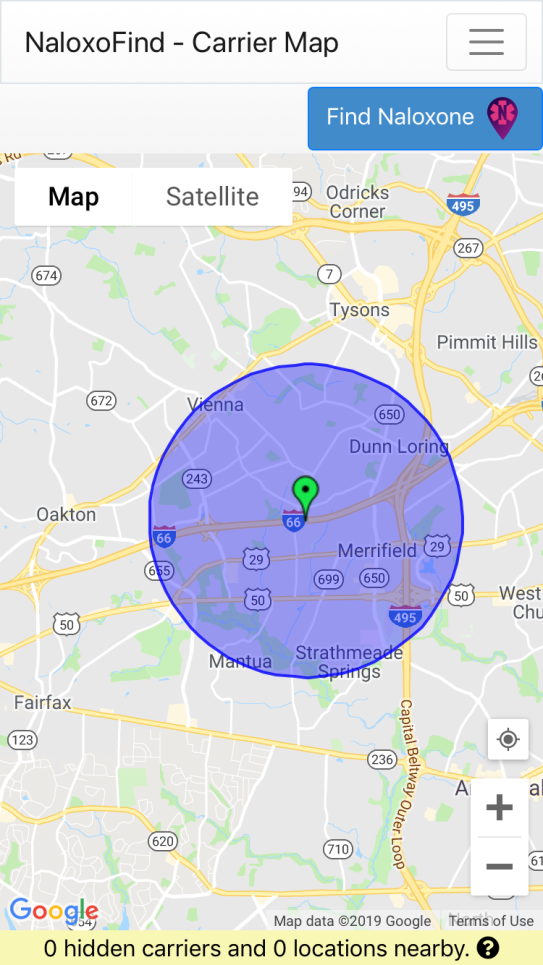 NaloxoFind - Carrier Map
Find Naloxone N
Map
Satellite
Rd
94
Odricks
Corner
495
267
674
7
Tysons
Pimmit Hills
672
Vienna
650
Dunn Loring
243
Oakton
66
66
Merrifield
29
29
655
699
650
50
50
50
495
West
Chu
Mantua
Strathmeade
Springs
Fairfax
123
Capital Beltway Outer Loop
236
620
710
Google
Map data ©2019 Google
Terms of Use
0 hidden carriers and 0 locations nearby. ?